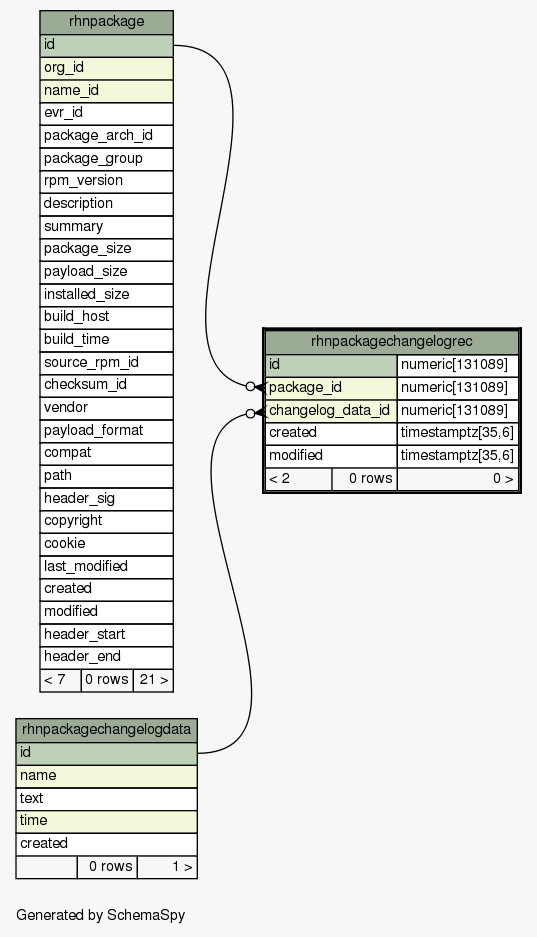 rhnpackage
id
org_id
name_id
evr_id
package_arch_id
package_group
rpm_version
description
summary
package_size
payload_size
installed_size
build_host
build_time
source_rpm_id
checksum_id
vendor
payload_format
compat
path
header_sig
copyright
cookie
last_modified
created
modified
header_start
header_end
< 7 0 rows 21 >
rhnpackagechangelogrec
id numeric[131089]
package_id numeric[131089]
changelog_data_id numeric[131089]
created timestamptz[35,6]
modified timestamptz[35,6]
< 2 0 rows 0 >
rhnpackagechangelogdata
id
name
text
time
created
0 rows 1 >
Generated by SchemaSpy